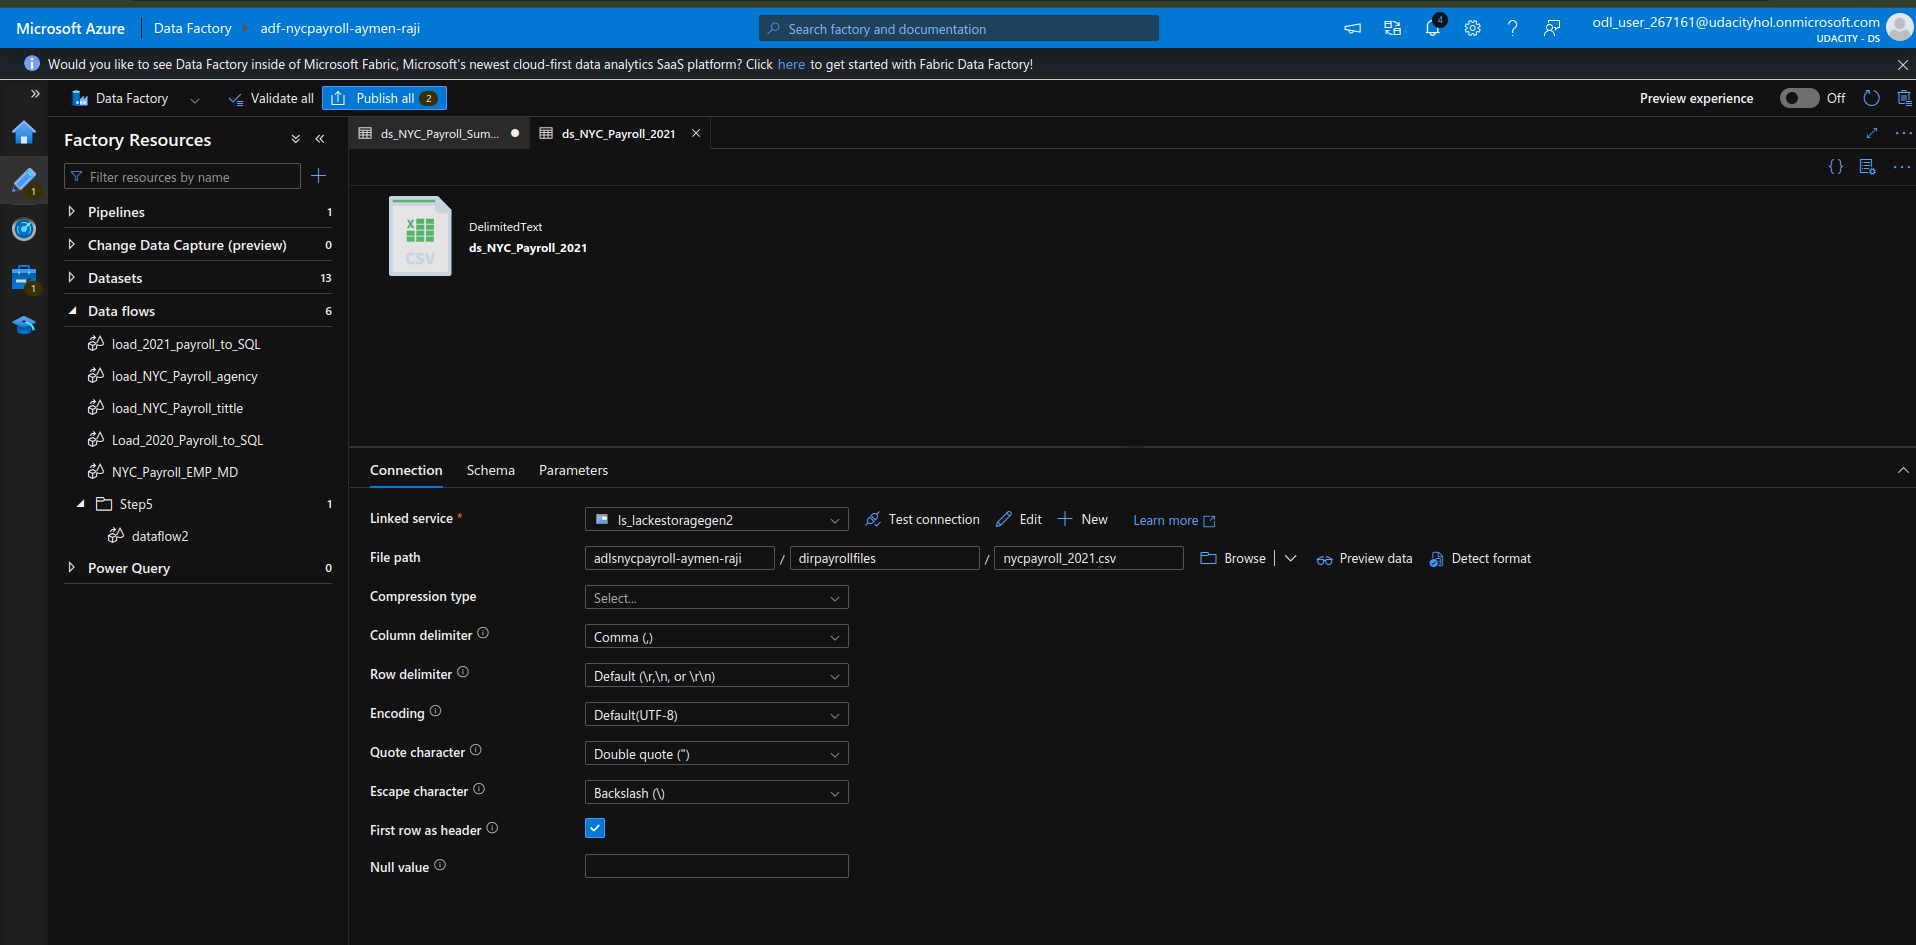 Microsoft Azure
Data Factory
adf-nycpayroll-aymen-raji
Search factory and documentation
4
odl_user_267161@udacityhol.onmicrosoft.com
UDACITY - DS
Would you like to see Data Factory inside of Microsoft Fabric, Microsoft's newest cloud-first data analytics SaaS platform? Click here to get started with Fabric Data Factory!
Data Factory
Validate all
Publish all 2
Preview experience
Off
Factory Resources
ds_NYC_Payroll_Sum...
ds_NYC_Payroll_2021
Filter resources by name
1
Pipelines 1
Change Data Capture (preview) 0
Datasets 13
1
Data flows 6
load_2021_payroll_to_SQL
load_NYC_Payroll_agency
load_NYC_Payroll_tittle
Load_2020_Payroll_to_SQL
NYC_Payroll_EMP_MD
Step5 1
dataflow2
Power Query 0
X
CSV
DelimitedText
ds_NYC_Payroll_2021
Connection
Schema
Parameters
Linked service *
ls_lackestoragegen2
Test connection
Edit
New
Learn more
File path
adlsnycpayroll-aymen-raji / dirpayrollfiles / nycpayroll_2021.csv
Browse
Preview data
Detect format
Compression type
Select...
Column delimiter
Comma (,)
Row delimiter
Default (\r,\n, or \r\n)
Encoding
Default(UTF-8)
Quote character
Double quote (")
Escape character
Backslash (\)
First row as header
Null value